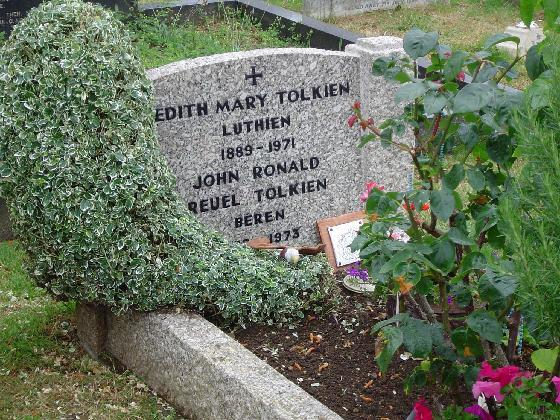 EDITH MARY TOLKIEN
LUTHIEN
1889 – 1971
JOHN RONALD
REUEL TOLKIEN
BEREN
1973